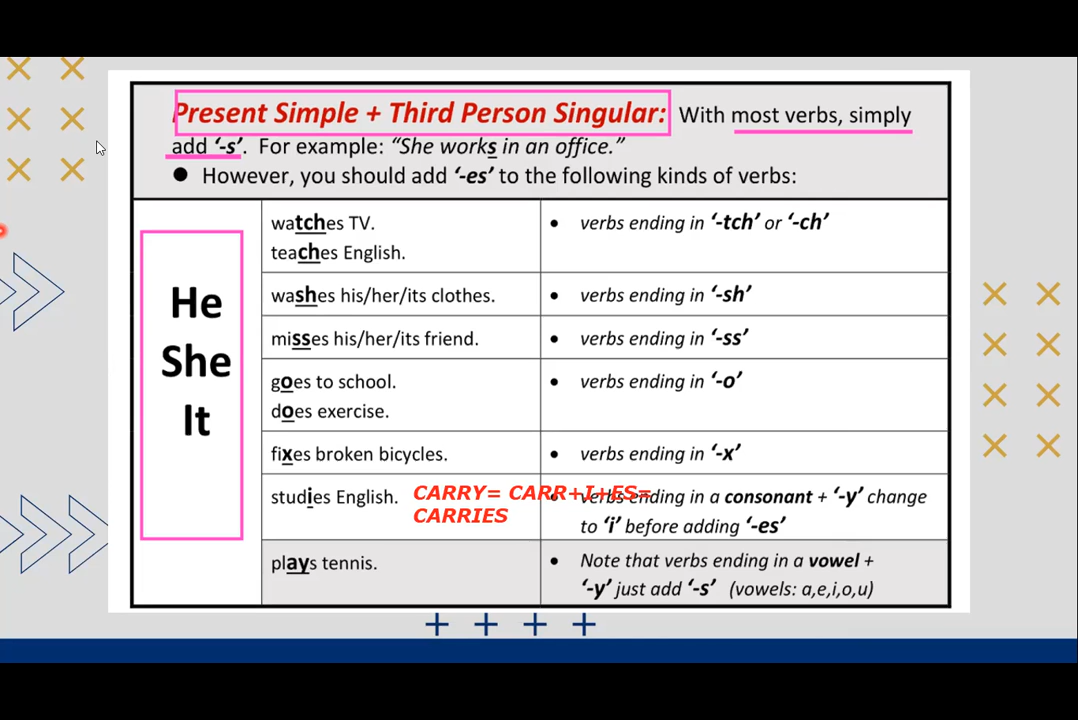 Present Simple + Third Person Singular: With most verbs, simply
add ‘-s’. For example: “She works in an office.”
● However, you should add ‘-es’ to the following kinds of verbs:
He
She
It
watches TV.
teaches English.
• verbs ending in ‘-tch’ or ‘-ch’
washes his/her/its clothes.
• verbs ending in ‘-sh’
misses his/her/its friend.
• verbs ending in ‘-ss’
goes to school.
does exercise.
• verbs ending in ‘-o’
fixes broken bicycles.
• verbs ending in ‘-x’
studies English.
CARRY= CARR+I+ES=
CARRIES
• verbs ending in a consonant + ‘-y’ change
to ‘i’ before adding ‘-es’
plays tennis.
• Note that verbs ending in a vowel +
‘-y’ just add ‘-s’ (vowels: a,e,i,o,u)